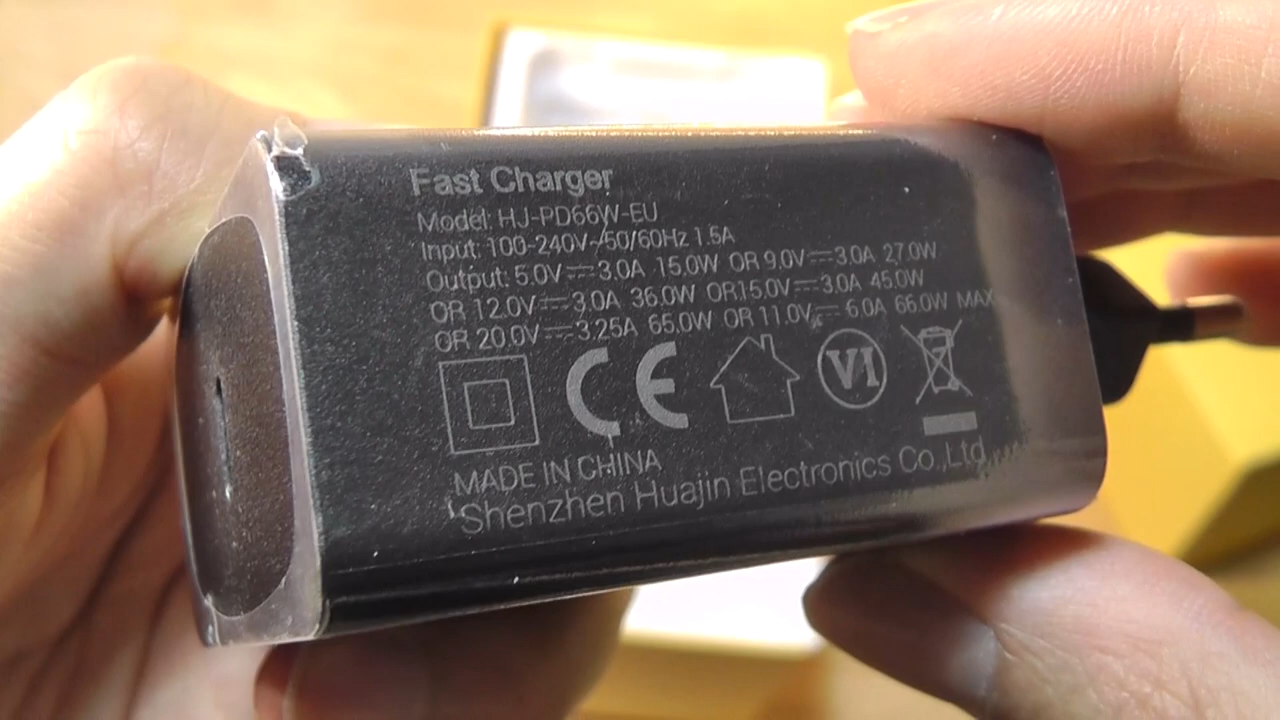 Fast Charger
Model: HJ-PD66W-EU
Input: 100-240V~50/60Hz 1.5A
Output: 5.0V⎓3.0A 15.0W OR 9.0V⎓3.0A 27.0W
OR 12.0V⎓3.0A 36.0W OR15.0V⎓3.0A 45.0W
OR 20.0V⎓3.25A 65.0W OR 11.0V⎓6.0A 66.0W MAX
CE VI
MADE IN CHINA
Shenzhen Huajin Electronics Co.,Ltd